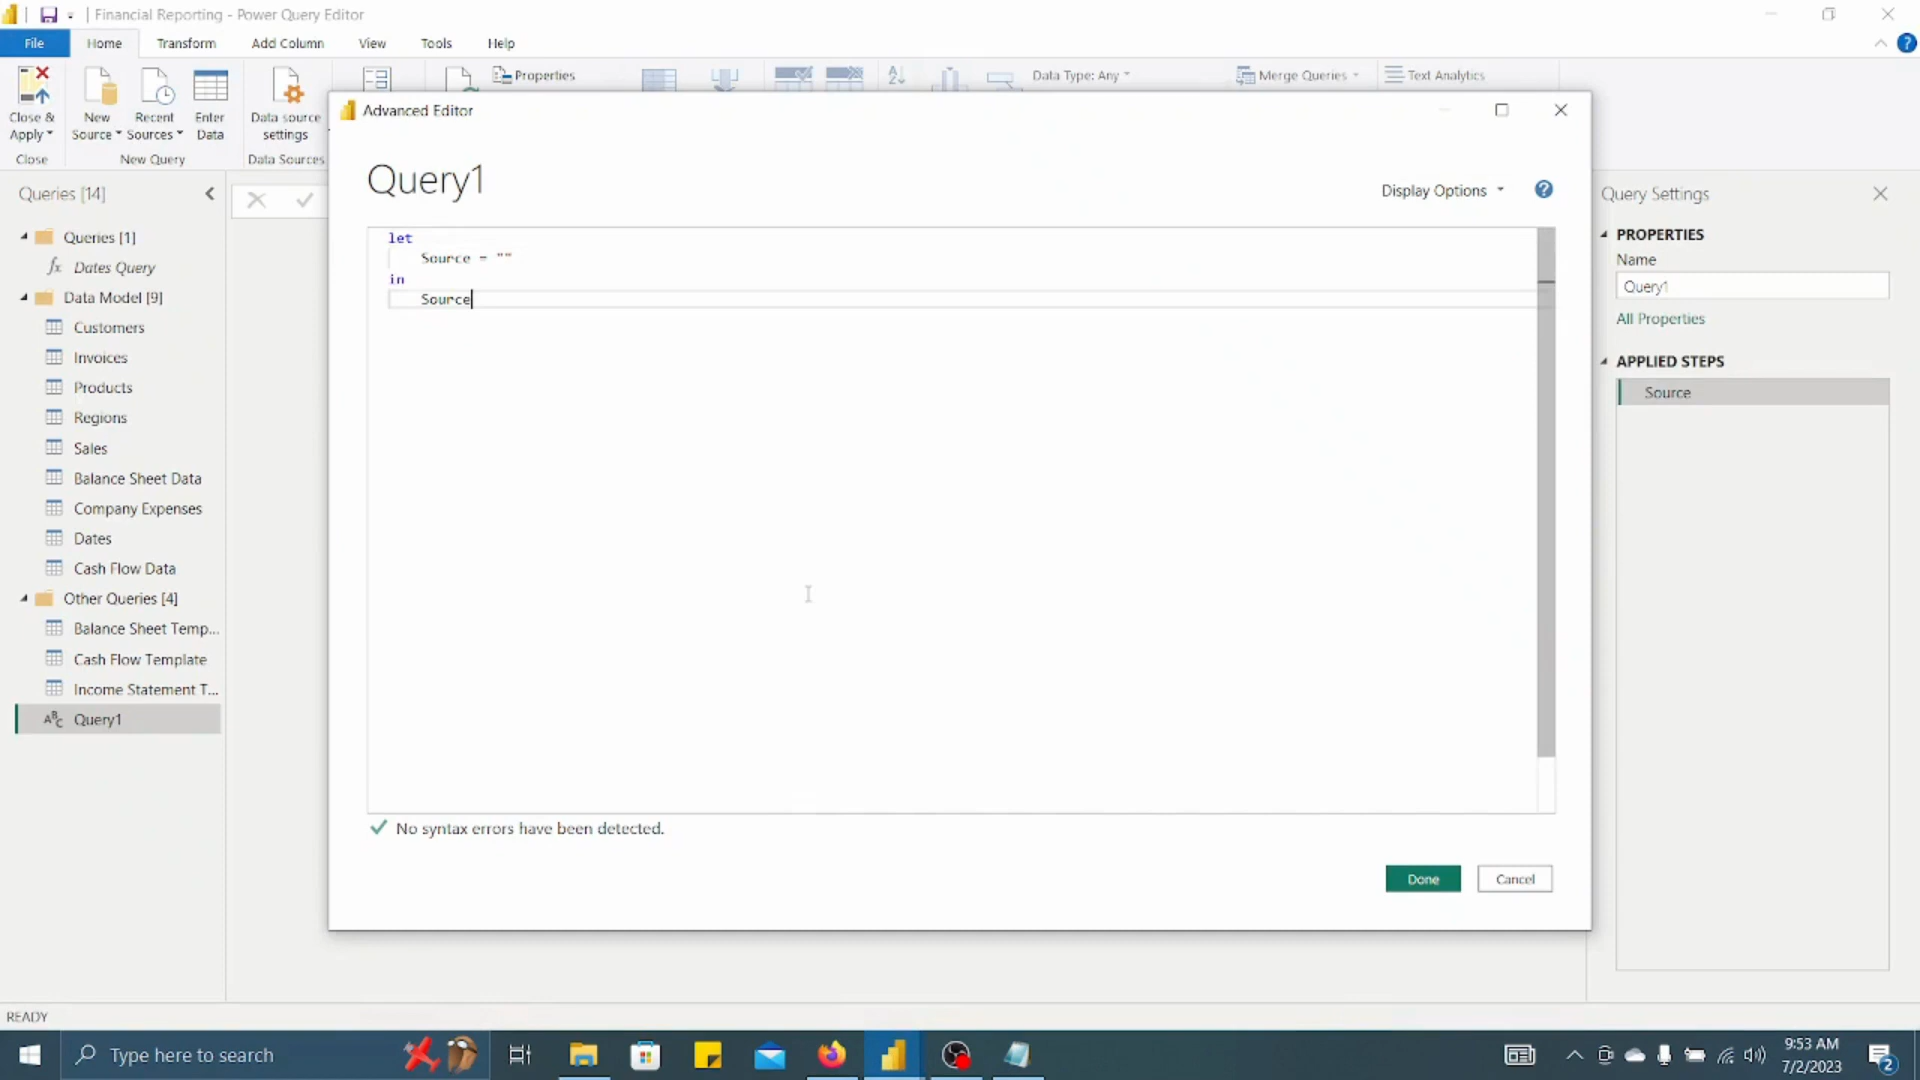 Financial Reporting - Power Query Editor
File Home Transform Add Column View Tools Help
Close & Apply
New Source
Recent Sources
Enter Data
Data source settings
Properties
Data Type: Any
Merge Queries
Text Analytics
Close
New Query
Data Sources
Advanced Editor
Query1
Display Options
let
Source = ""
in
Source
No syntax errors have been detected.
Done
Cancel
Queries [14]
Queries [1]
fx Dates Query
Data Model [9]
Customers
Invoices
Products
Regions
Sales
Balance Sheet Data
Company Expenses
Dates
Cash Flow Data
Other Queries [4]
Balance Sheet Temp...
Cash Flow Template
Income Statement T...
ABC Query1
Query Settings
PROPERTIES
Name
Query1
All Properties
APPLIED STEPS
Source
READY
Type here to search
9:53 AM
7/2/2023
2